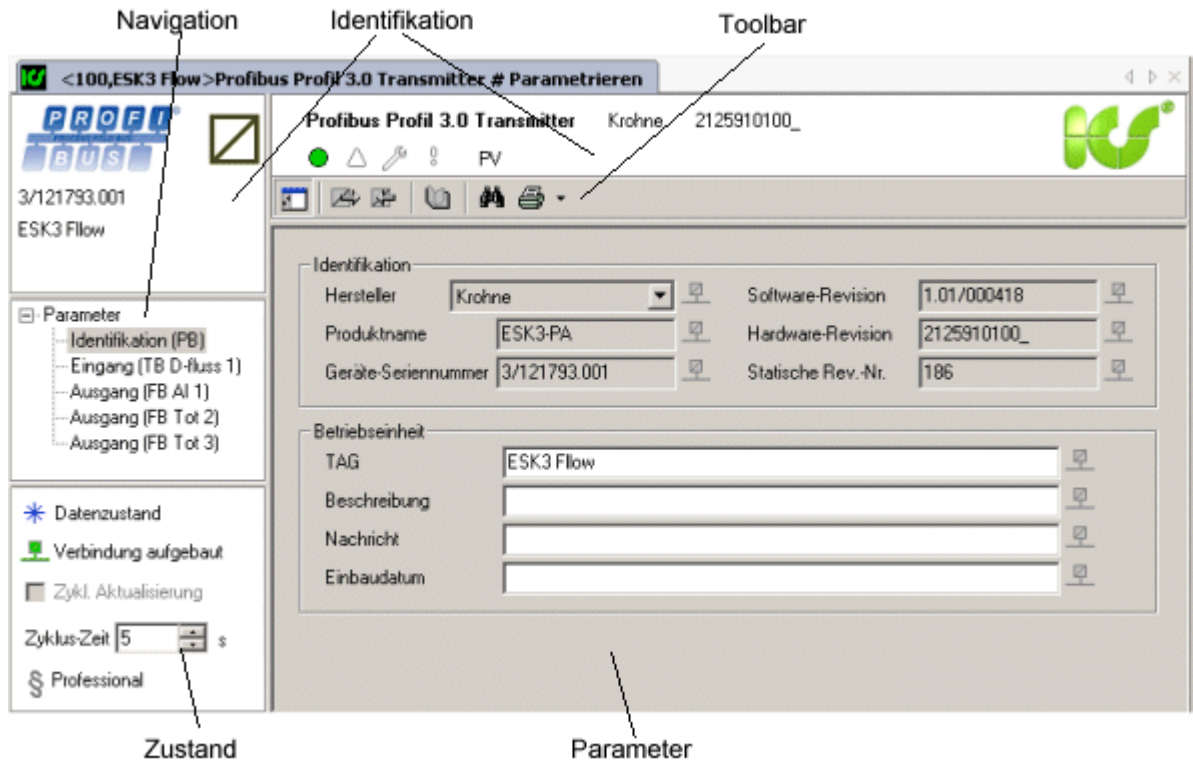 Navigation
Identifikation
Toolbar
<100,ESK3 Flow>Profibus Profil 3.0 Transmitter # Parametrieren
PROFI
BUS
3/121793.001
ESK3 Fllow
Profibus Profil 3.0 Transmitter Krohne 2125910100_
PV
Parameter
Identifikation (PB)
Eingang (TB D-fluss 1)
Ausgang (FB AI 1)
Ausgang (FB Tot 2)
Ausgang (FB Tot 3)
Datenzustand
Verbindung aufgebaut
Zykl. Aktualisierung
Zyklus-Zeit 5 s
§ Professional
Identifikation
Hersteller Krohne Software-Revision 1.01/000418
Produktname ESK3-PA Hardware-Revision 2125910100_
Geräte-Seriennummer 3/121793.001 Statische Rev.-Nr. 186
Betriebseinheit
TAG ESK3 Fllow
Beschreibung
Nachricht
Einbaudatum
Zustand
Parameter